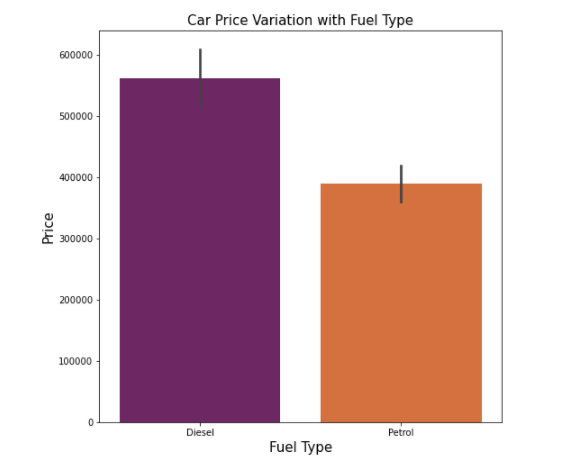 Car Price Variation with Fuel Type
600000
500000
400000
300000
200000
100000
0
Price
Diesel
Petrol
Fuel Type